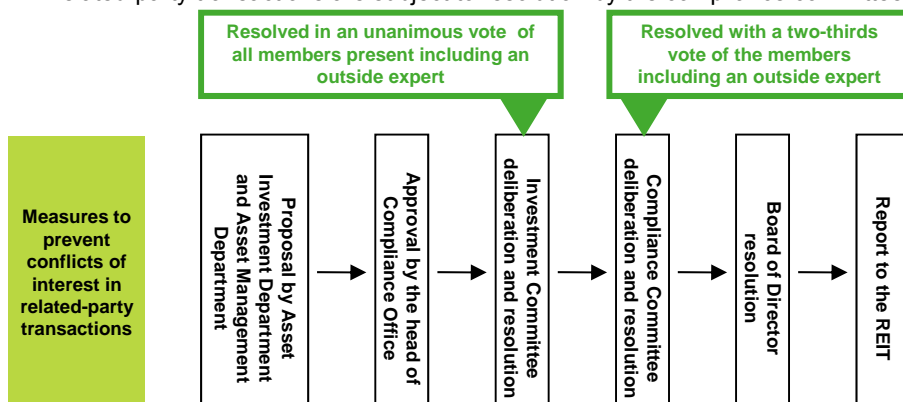 Resolved in an unanimous vote of
all members present including an
outside expert
Resolved with a two-thirds
vote of the members
including an outside expert
Measures to
prevent
conflicts of
interest in
related-party
transactions
Proposal by Asset
Investment Department
and Asset Management
Department
Approval by the head of
Compliance Office
Investment Committee
deliberation and resolution
Compliance Committee
deliberation and resolution
Board of Director
resolution
Report to the REIT